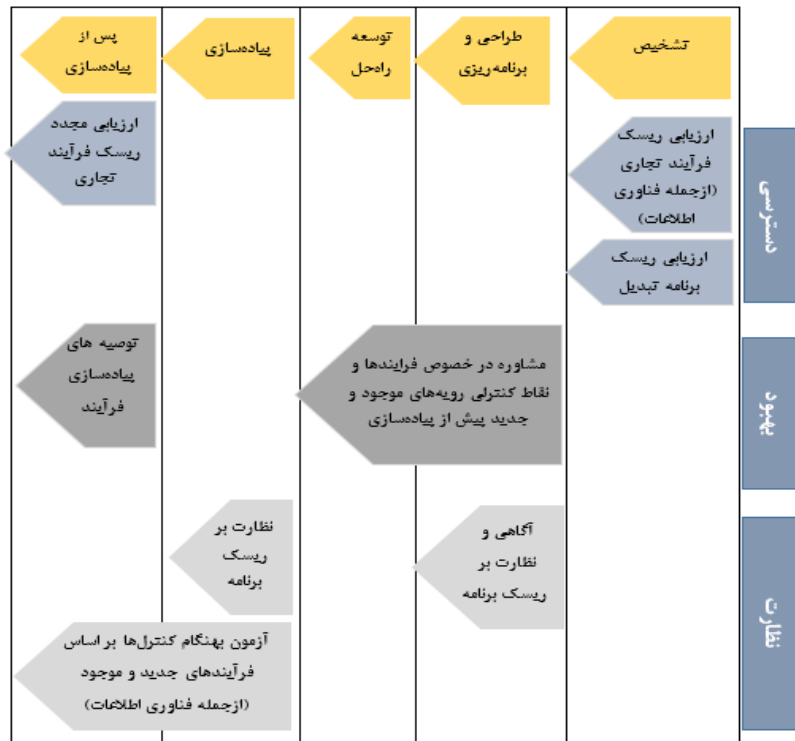 تشخیص
طراحی و
برنامه‌ریزی
توسعه
راه‌حل
پیاده‌سازی
پس از
پیاده‌سازی
دسترسی
ارزیابی ریسک
فرآیند تجاری
(ازجمله فناوری
اطلاعات)
ارزیابی ریسک
برنامه تبدیل
ارزیابی مجدد
ریسک فرآیند
تجاری
بهبود
مشاوره در خصوص فرایندها و
نقاط کنترلی رویه‌های موجود و
جدید پیش از پیاده‌سازی
توصیه های
پیاده‌سازی
فرآیند
نظارت
آگاهی و
نظارت بر
ریسک برنامه
نظارت بر
ریسک
برنامه
آزمون بهنگام کنترل‌ها بر اساس
فرآیندهای جدید و موجود
(ازجمله فناوری اطلاعات)